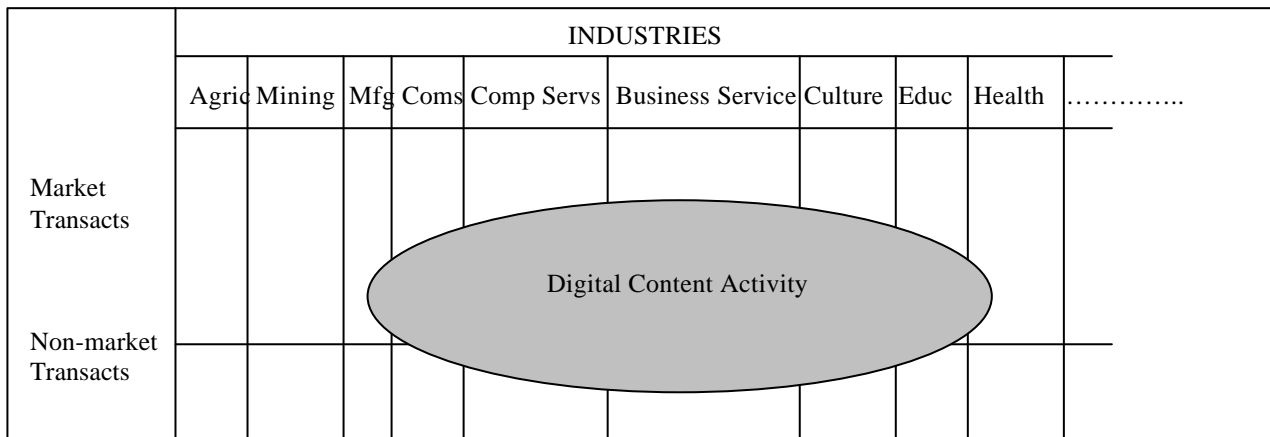 INDUSTRIES
Agric Mining Mfg Coms Comp Servs Business Service Culture Educ Health …………..
Market
Transacts
Digital Content Activity
Non-market
Transacts